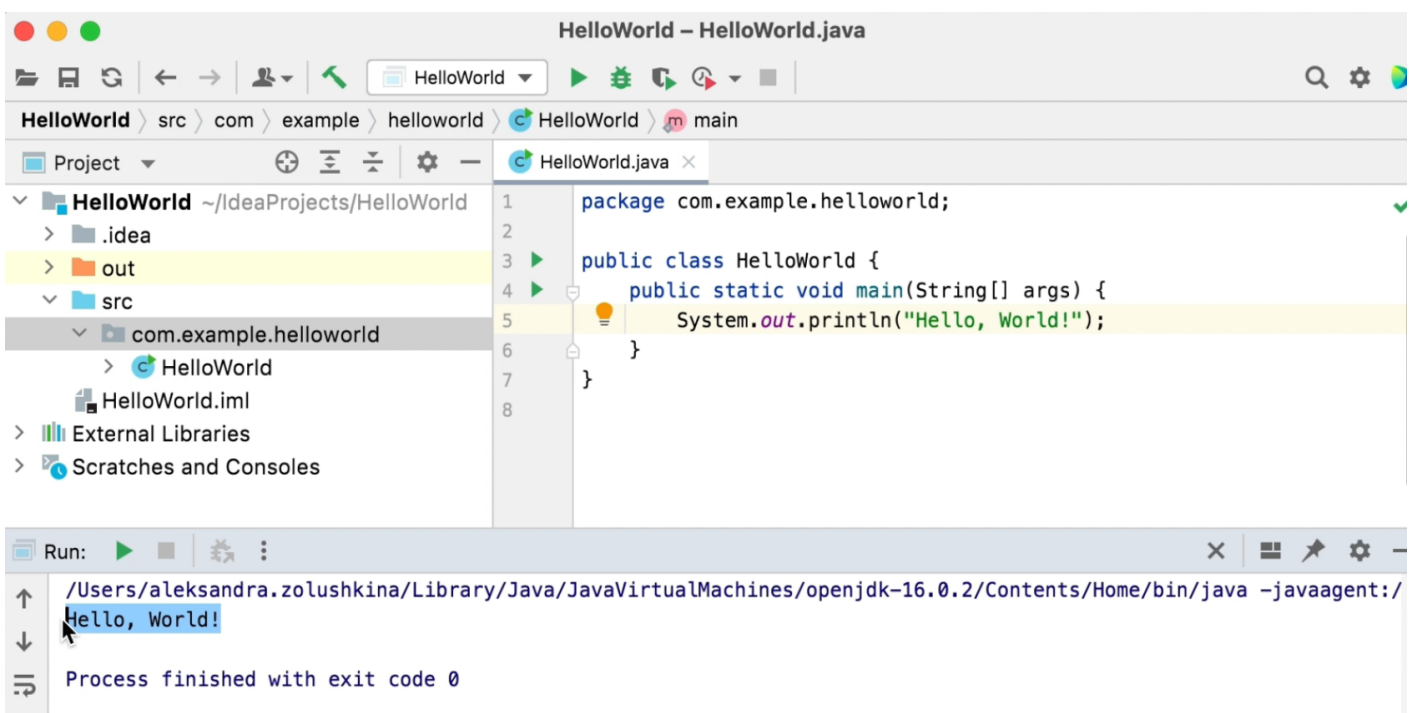 HelloWorld – HelloWorld.java
HelloWorld
HelloWorld src com example helloworld HelloWorld main
Project
HelloWorld.java
HelloWorld ~/IdeaProjects/HelloWorld
.idea
out
src
com.example.helloworld
HelloWorld
HelloWorld.iml
External Libraries
Scratches and Consoles
1 package com.example.helloworld;
2
3 public class HelloWorld {
4 public static void main(String[] args) {
5 System.out.println("Hello, World!");
6 }
7 }
8
Run:
/Users/aleksandra.zolushkina/Library/Java/JavaVirtualMachines/openjdk-16.0.2/Contents/Home/bin/java -javaagent:/
Hello, World!
Process finished with exit code 0